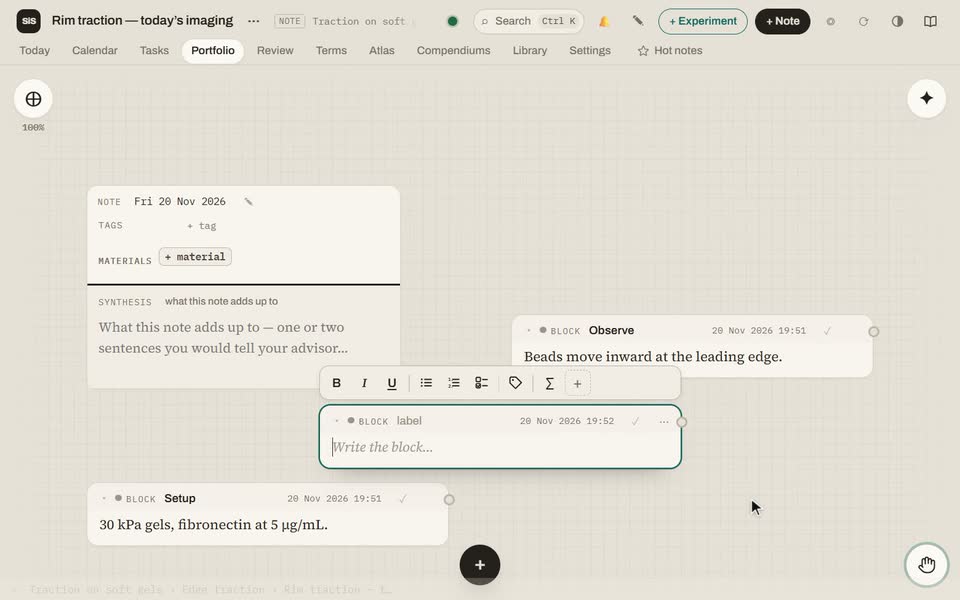 SiS Rim traction — today's imaging ··· NOTE Traction on soft Search Ctrl K + Experiment + Note
Today Calendar Tasks Portfolio Review Terms Atlas Compendiums Library Settings Hot notes
100%
NOTE Fri 20 Nov 2026
TAGS + tag
MATERIALS + material
SYNTHESIS what this note adds up to
What this note adds up to — one or two
sentences you would tell your advisor...
BLOCK Observe 20 Nov 2026 19:51 ✓
Beads move inward at the leading edge.
B I U Σ +
BLOCK label 20 Nov 2026 19:52 ✓ ···
Write the block...
BLOCK Setup 20 Nov 2026 19:51 ✓
30 kPa gels, fibronectin at 5 µg/mL.
+
Traction on soft gels › Edge traction › Rim traction — t…